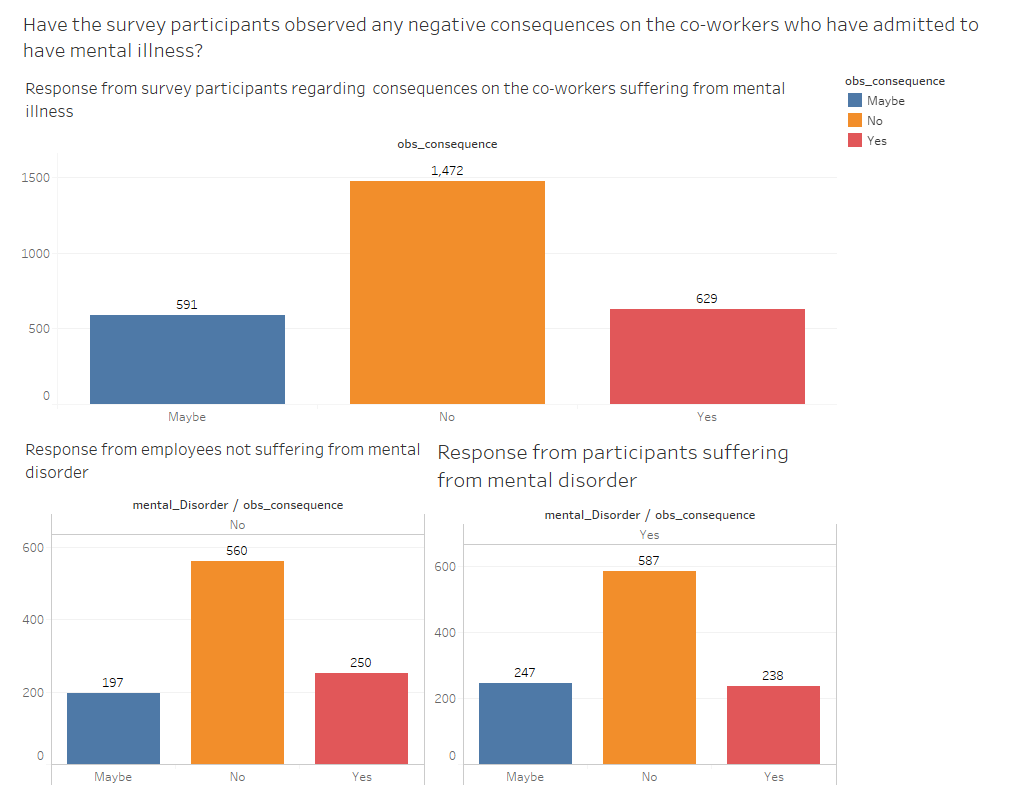 Have the survey participants observed any negative consequences on the co-workers who have admitted to
have mental illness?
Response from survey participants regarding consequences on the co-workers suffering from mental
illness
obs_consequence
Maybe
No
Yes
obs_consequence
1500
1000
500
0
591
1,472
629
Maybe
No
Yes
Response from employees not suffering from mental
disorder
mental_Disorder / obs_consequence
No
600
400
200
0
197
560
250
Maybe
No
Yes
Response from participants suffering
from mental disorder
mental_Disorder / obs_consequence
Yes
600
400
200
0
247
587
238
Maybe
No
Yes